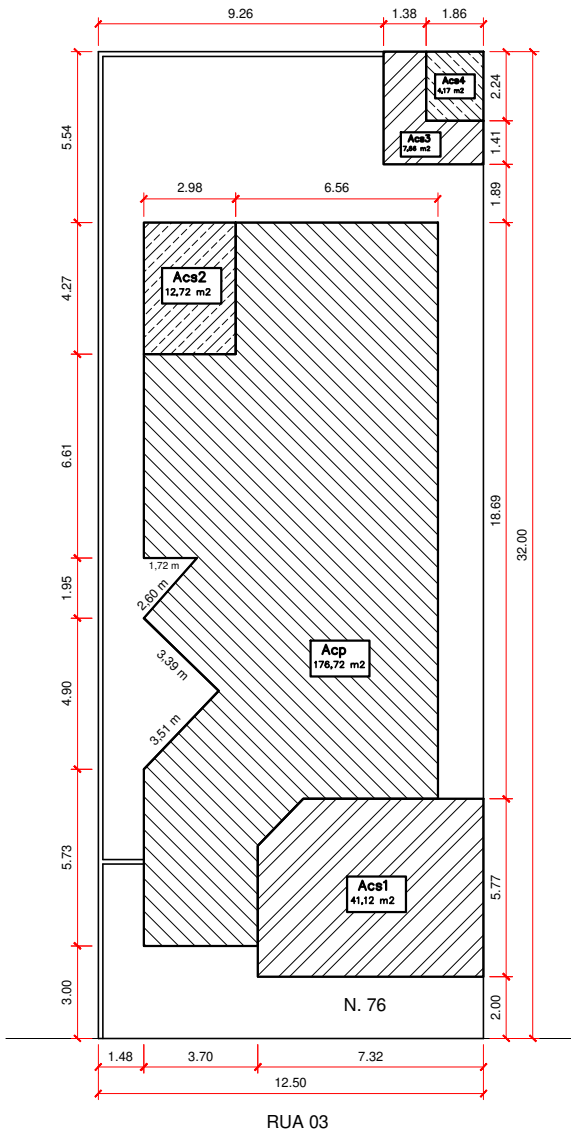 9.26
1.38
1.86
Acs4
4,17 m2
2.24
5.54
Acs3
7,66 m2
1.41
1.89
2.98
6.56
Acs2
12,72 m2
4.27
6.61
18.69
32.00
1,72 m
1.95
2,60 m
Acp
176,72 m2
3,39 m
4.90
3,51 m
5.73
Acs1
41,12 m2
5.77
3.00
N. 76
2.00
1.48
3.70
7.32
12.50
RUA 03